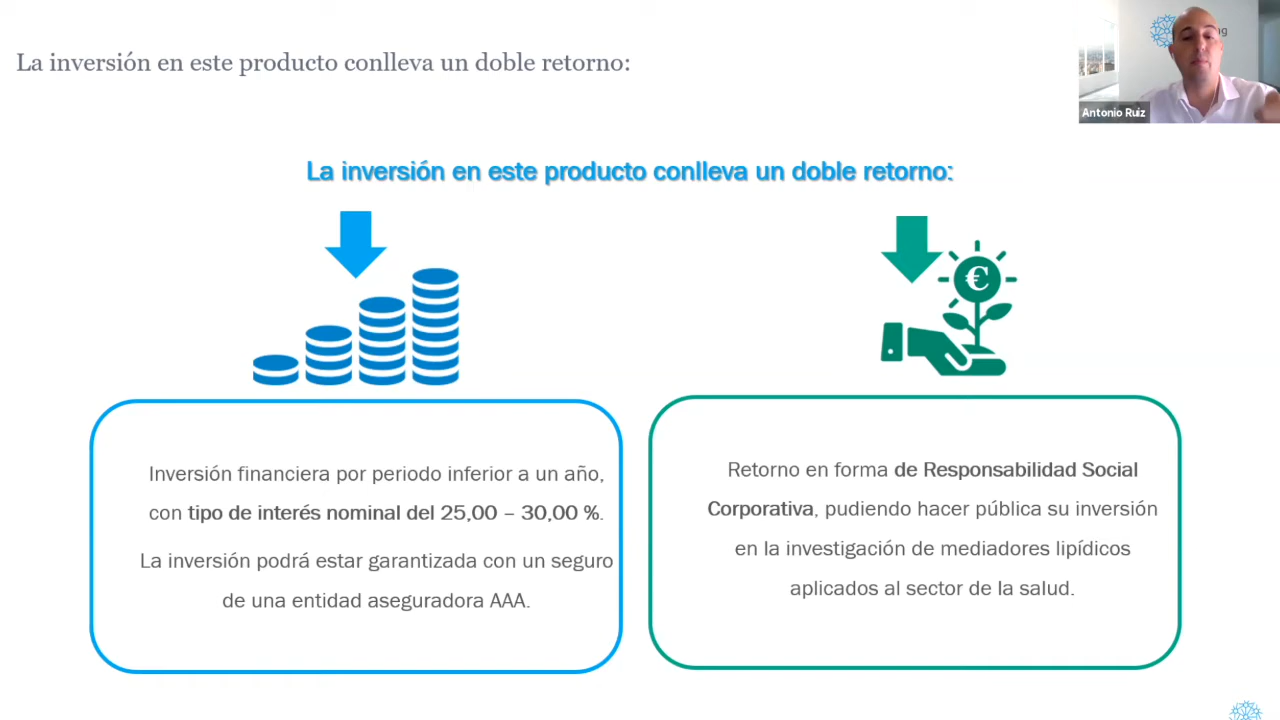 La inversión en este producto conlleva un doble retorno:
Antonio Ruiz
La inversión en este producto conlleva un doble retorno:
€
Inversión financiera por periodo inferior a un año,
con tipo de interés nominal del 25,00 – 30,00 %.
La inversión podrá estar garantizada con un seguro
de una entidad aseguradora AAA.
Retorno en forma de Responsabilidad Social
Corporativa, pudiendo hacer pública su inversión
en la investigación de mediadores lipídicos
aplicados al sector de la salud.